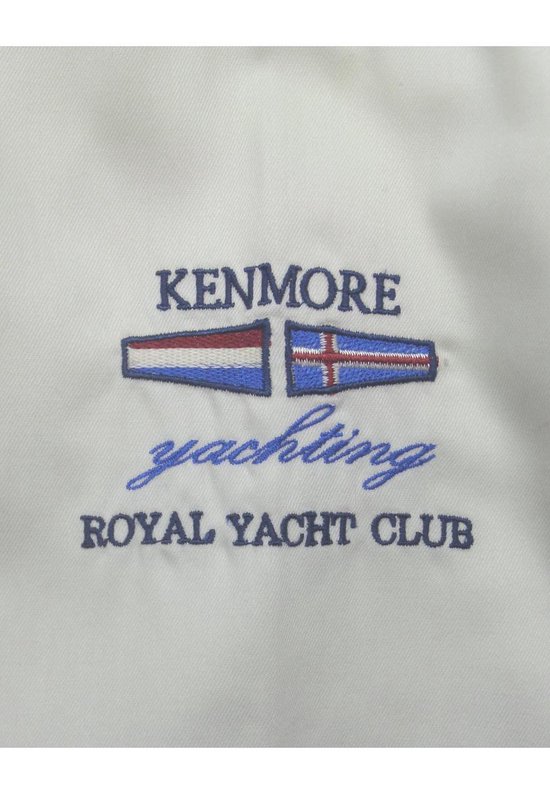 KENMORE
yachting
ROYAL YACHT CLUB